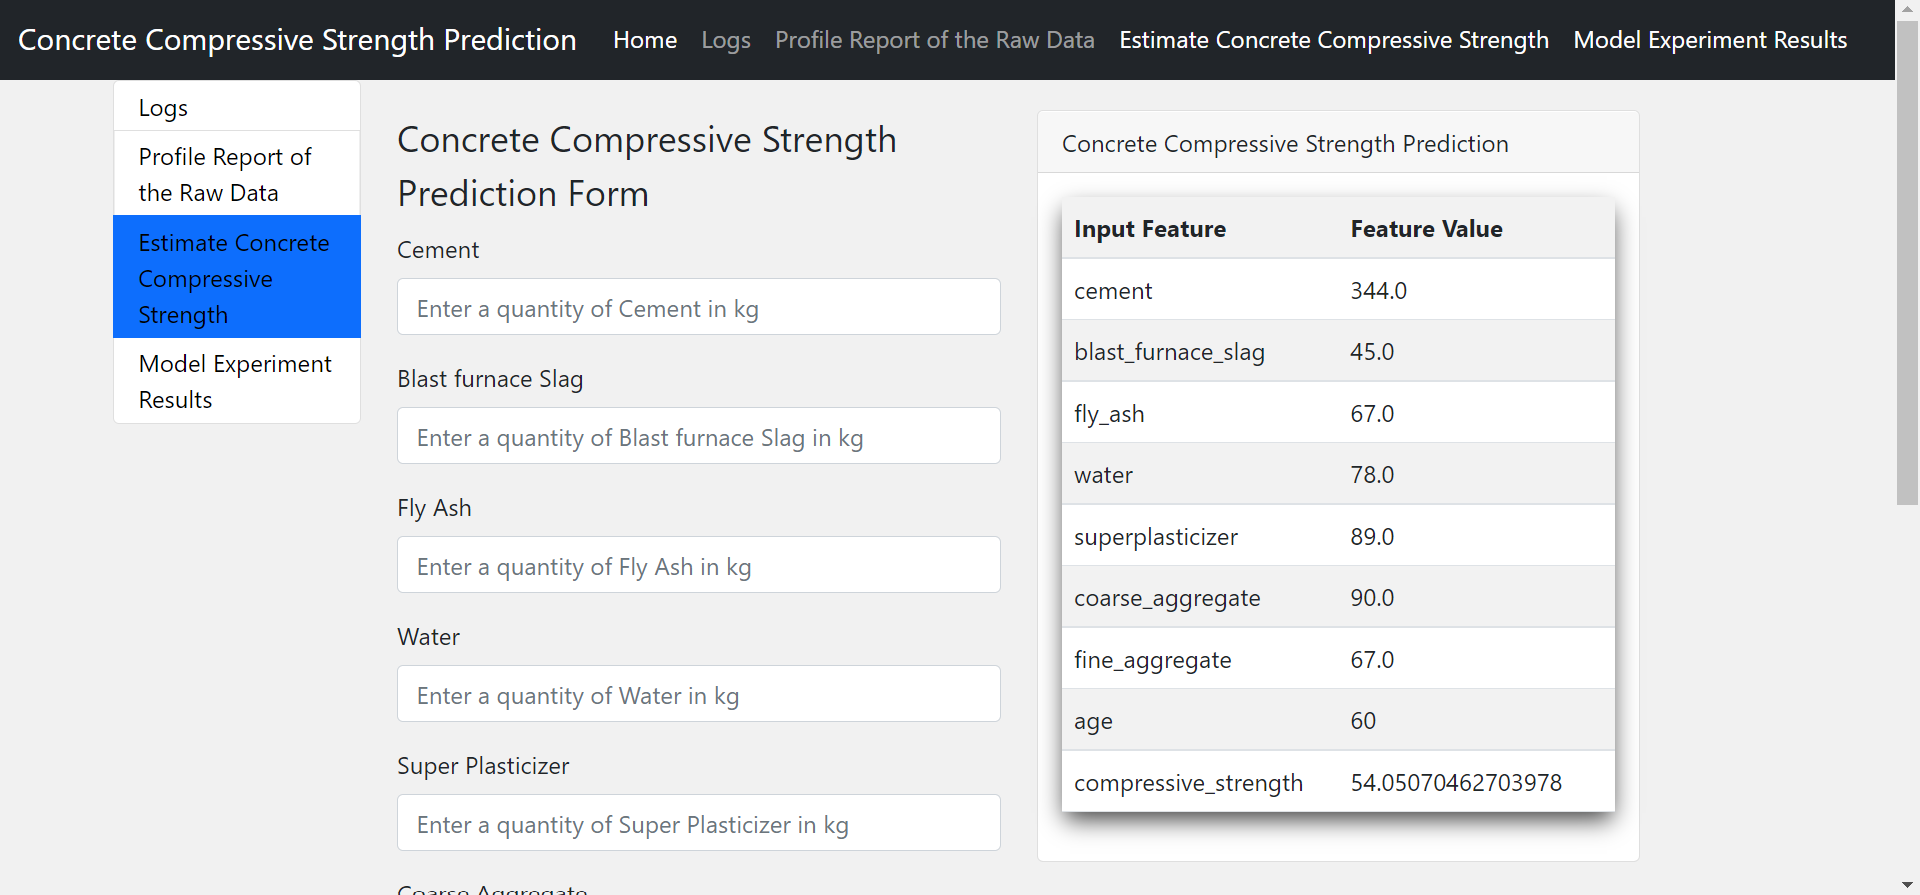 Concrete Compressive Strength Prediction Home Logs Profile Report of the Raw Data Estimate Concrete Compressive Strength Model Experiment Results
Logs
Profile Report of
the Raw Data
Estimate Concrete
Compressive
Strength
Model Experiment
Results
Concrete Compressive Strength
Prediction Form
Cement
Enter a quantity of Cement in kg
Blast furnace Slag
Enter a quantity of Blast furnace Slag in kg
Fly Ash
Enter a quantity of Fly Ash in kg
Water
Enter a quantity of Water in kg
Super Plasticizer
Enter a quantity of Super Plasticizer in kg
Coarse Aggregate
Concrete Compressive Strength Prediction
Input Feature Feature Value
cement 344.0
blast_furnace_slag 45.0
fly_ash 67.0
water 78.0
superplasticizer 89.0
coarse_aggregate 90.0
fine_aggregate 67.0
age 60
compressive_strength 54.05070462703978